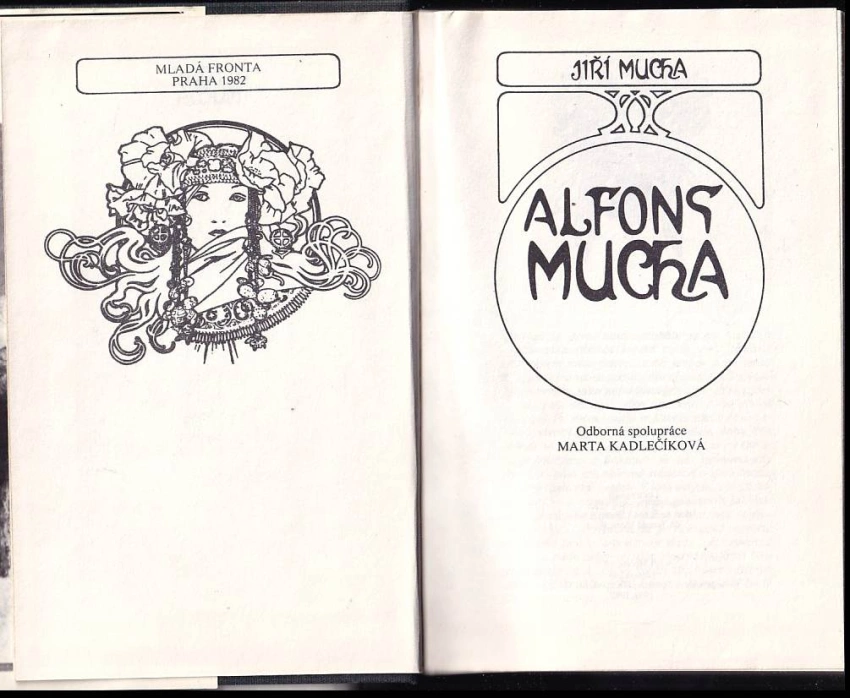 MLADÁ FRONTA
PRAHA 1982
JIŘÍ MUCHA
ALFONS
MUCHA
Odborná spolupráce
MARTA KADLEČÍKOVÁ